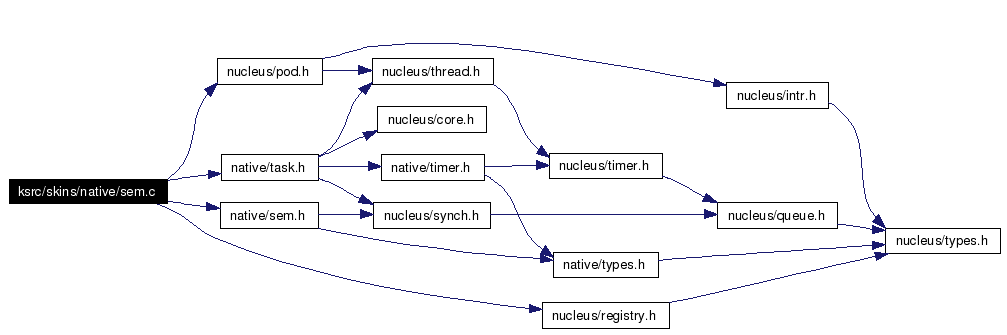 nucleus/pod.h
nucleus/thread.h
nucleus/intr.h
nucleus/core.h
native/task.h
native/timer.h
nucleus/timer.h
ksrc/skins/native/sem.c
native/sem.h
nucleus/synch.h
nucleus/queue.h
nucleus/types.h
native/types.h
nucleus/registry.h